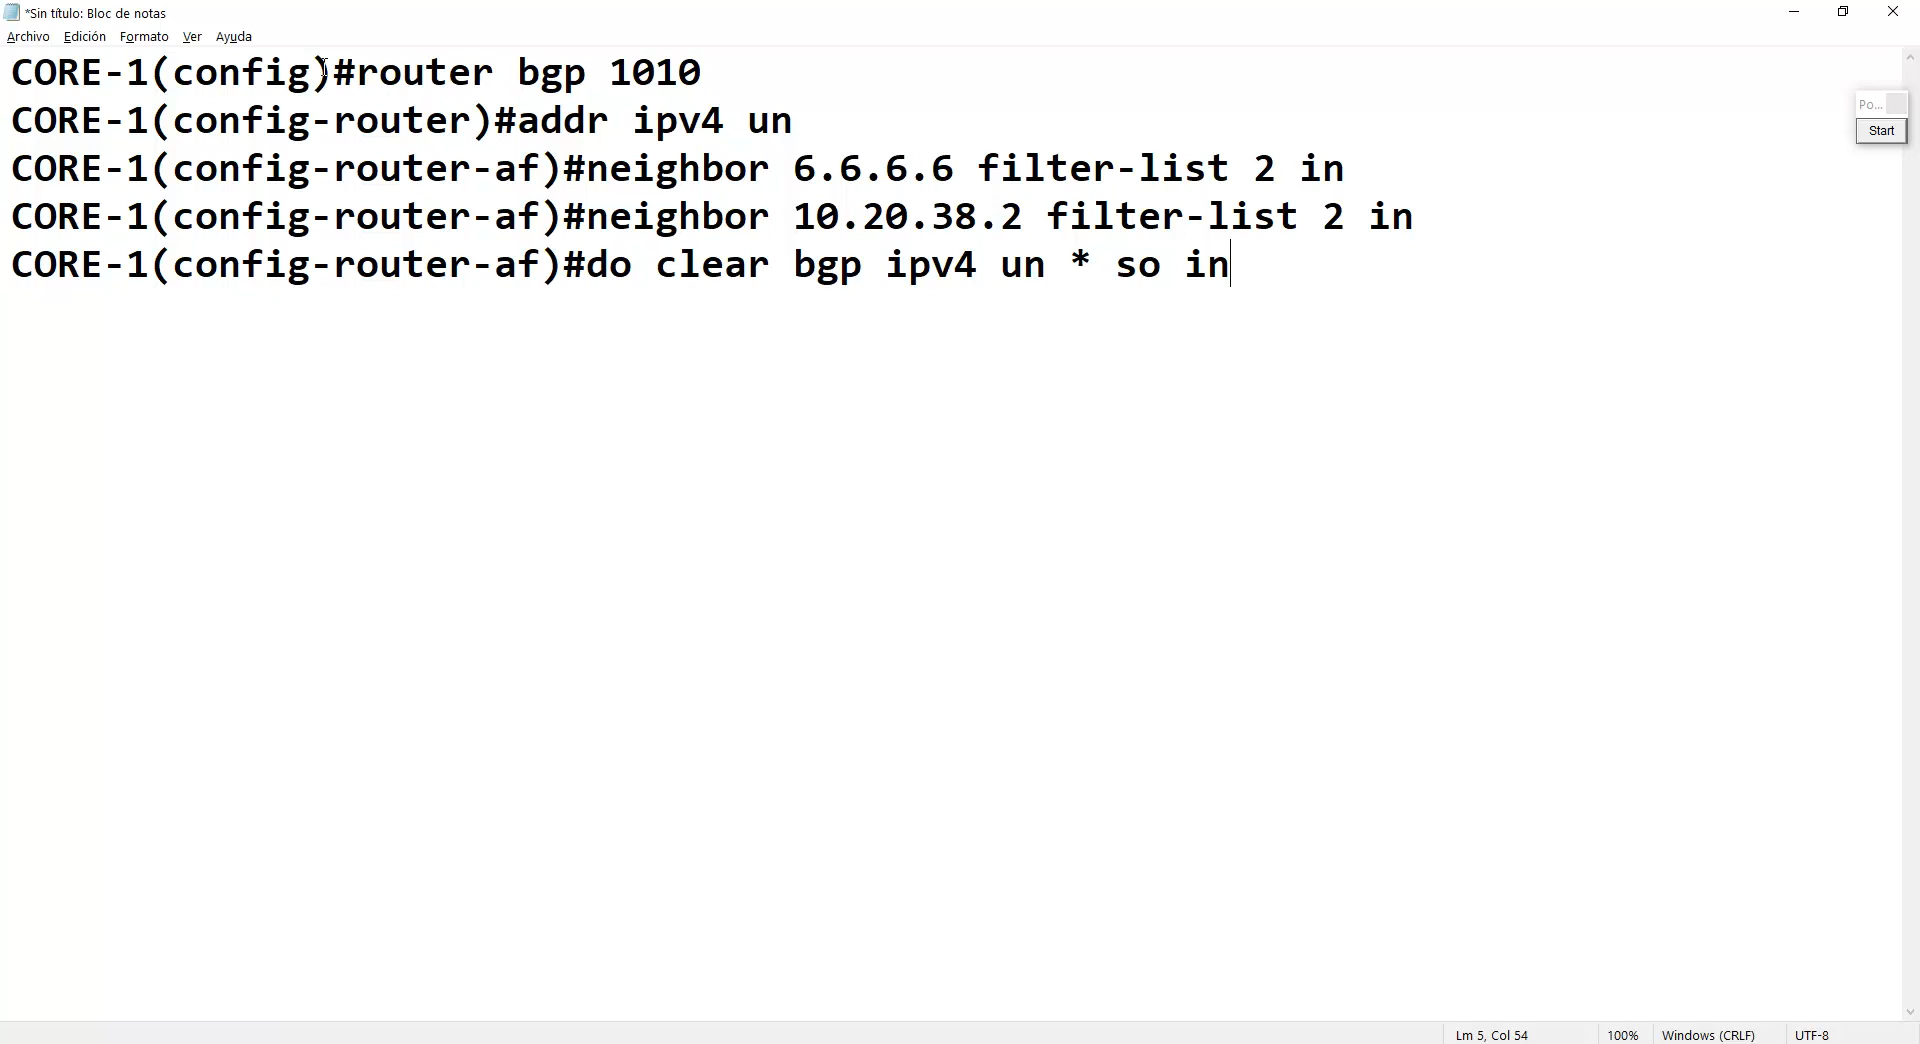 *Sin título: Bloc de notas
Archivo Edición Formato Ver Ayuda
CORE-1(config)#router bgp 1010
CORE-1(config-router)#addr ipv4 un
CORE-1(config-router-af)#neighbor 6.6.6.6 filter-list 2 in
CORE-1(config-router-af)#neighbor 10.20.38.2 filter-list 2 in
CORE-1(config-router-af)#do clear bgp ipv4 un * so in
Po...
Start
Lm 5, Col 54 100% Windows (CRLF) UTF-8